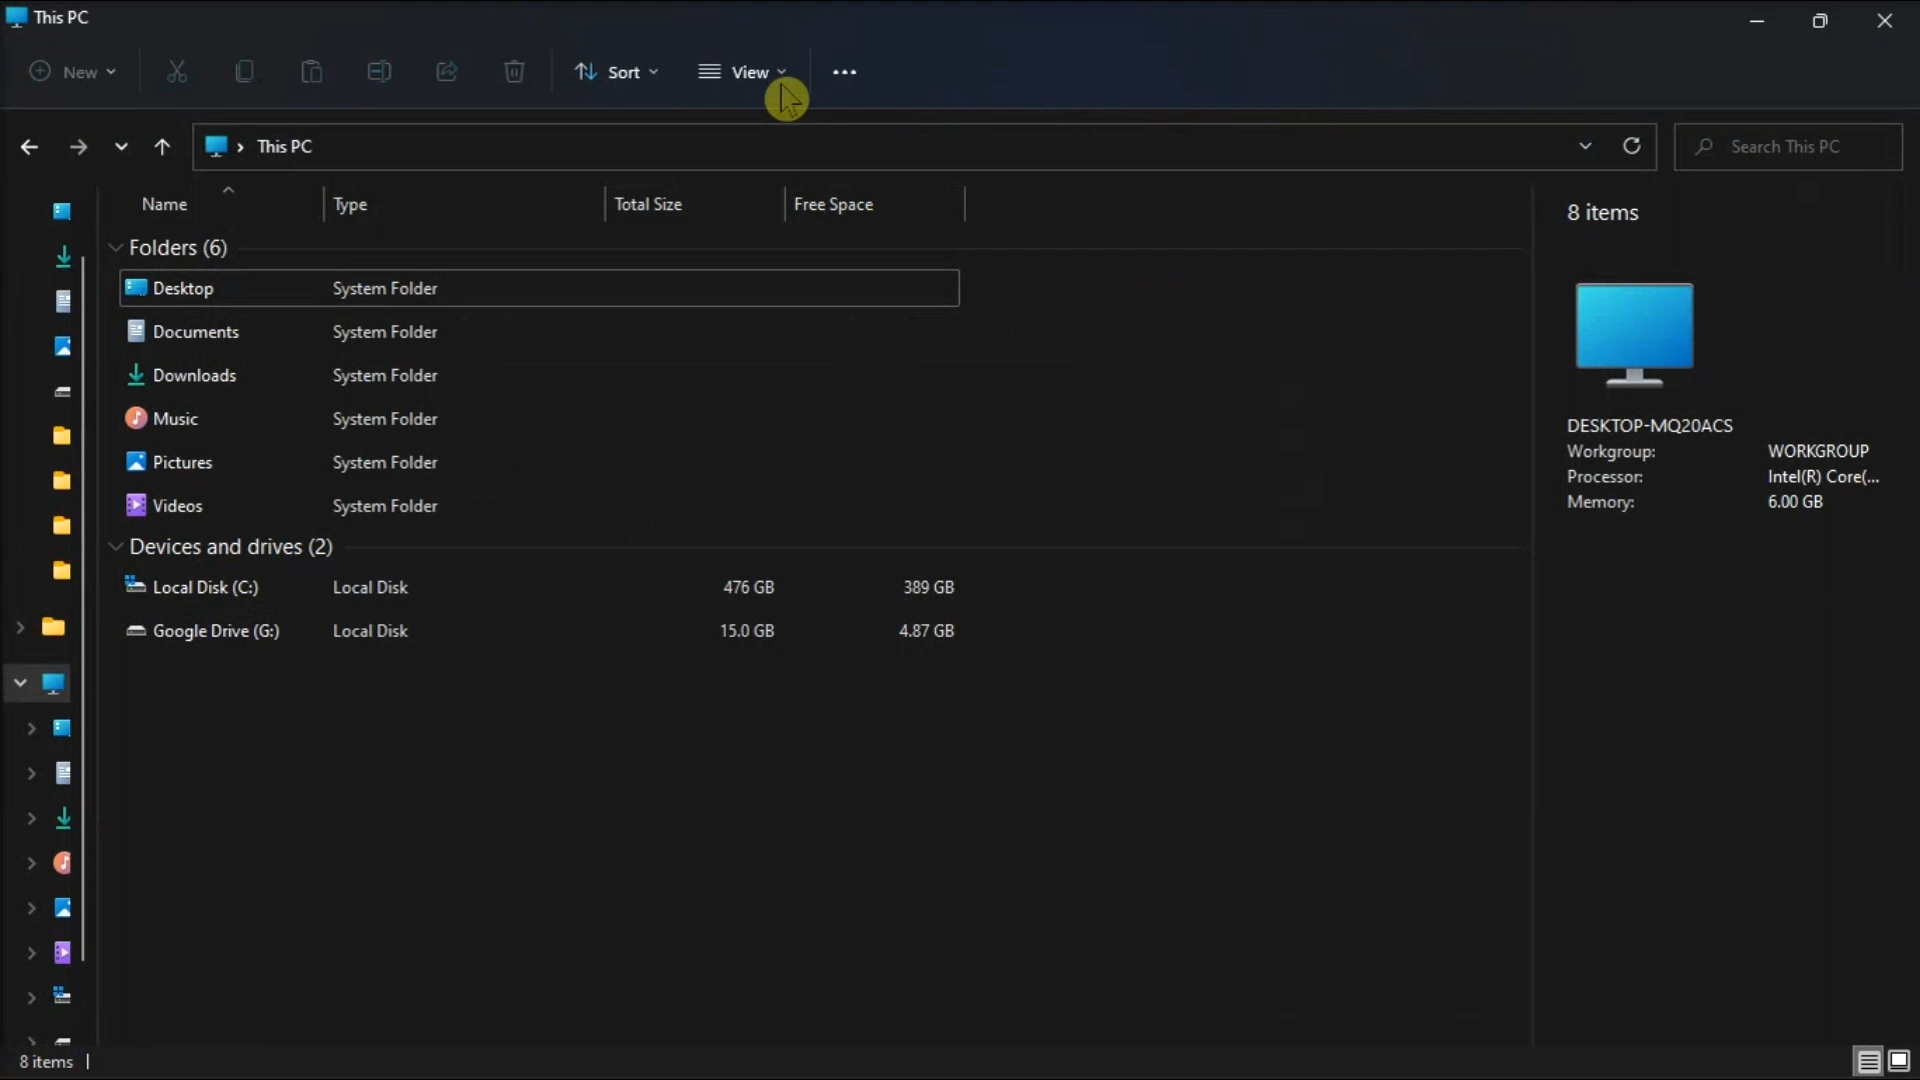 This PC
New
Sort
View
This PC
Search This PC
Name Type Total Size Free Space
8 items
Folders (6)
Desktop System Folder
Documents System Folder
Downloads System Folder
Music System Folder
Pictures System Folder
Videos System Folder
DESKTOP-MQ20ACS
Workgroup: WORKGROUP
Processor: Intel(R) Core(...
Memory: 6.00 GB
Devices and drives (2)
Local Disk (C:) Local Disk 476 GB 389 GB
Google Drive (G:) Local Disk 15.0 GB 4.87 GB
8 items